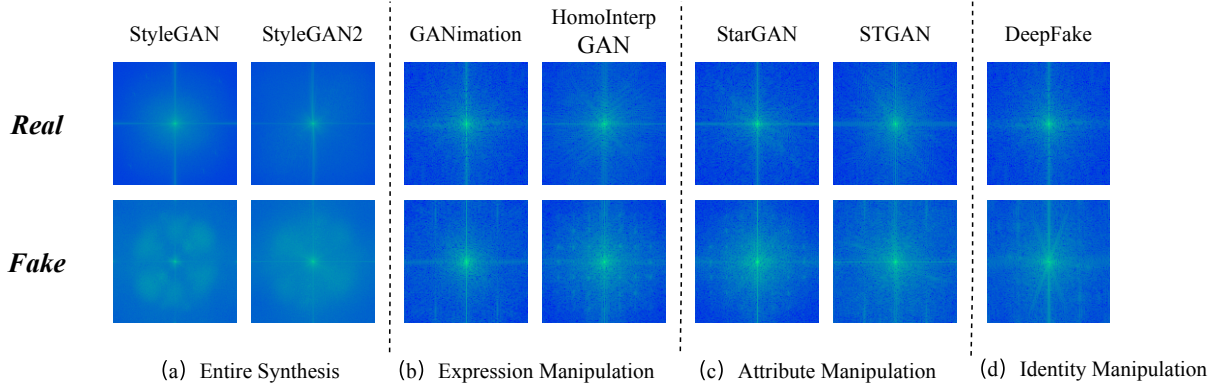 StyleGAN StyleGAN2 GANimation HomoInterp GAN StarGAN STGAN DeepFake
Real
Fake
(a) Entire Synthesis (b) Expression Manipulation (c) Attribute Manipulation (d) Identity Manipulation